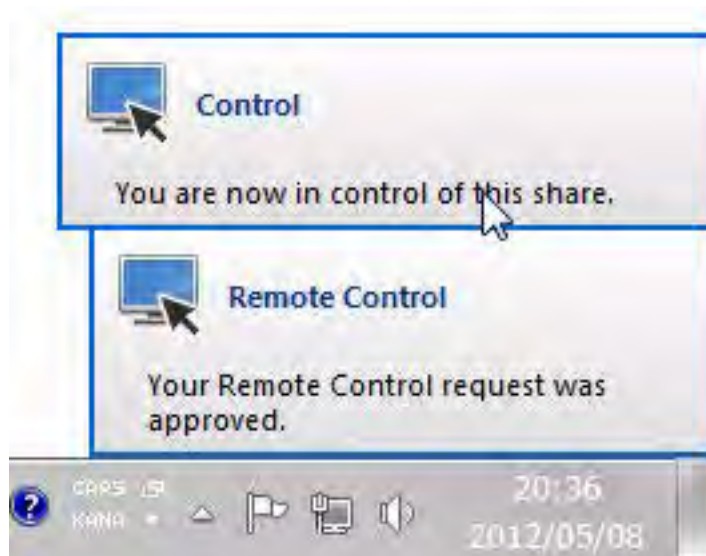 Control
You are now in control of this share.
Remote Control
Your Remote Control request was
approved.
?
CAPS
KANA
20:36
2012/05/08